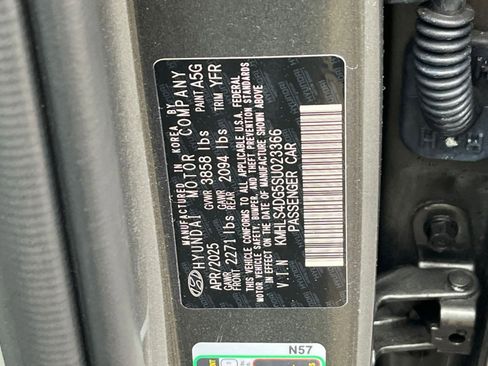 MADE IN KOREA BY
HYUNDAI MOTOR COMPANY
APR/2025 GVWR 3858 lbs PAINT A5G
GAWR FRONT 2271 lbs GAWR REAR 2094 lbs TRIM YFR
THIS VEHICLE CONFORMS TO ALL APPLICABLE U.S.A. FEDERAL
MOTOR VEHICLE SAFETY, BUMPER, AND THEFT PREVENTION STANDARDS
IN EFFECT ON THE DATE OF MANUFACTURE SHOWN ABOVE
V.I.N KMHLC4DG5SU023366
PASSENGER CAR
N57